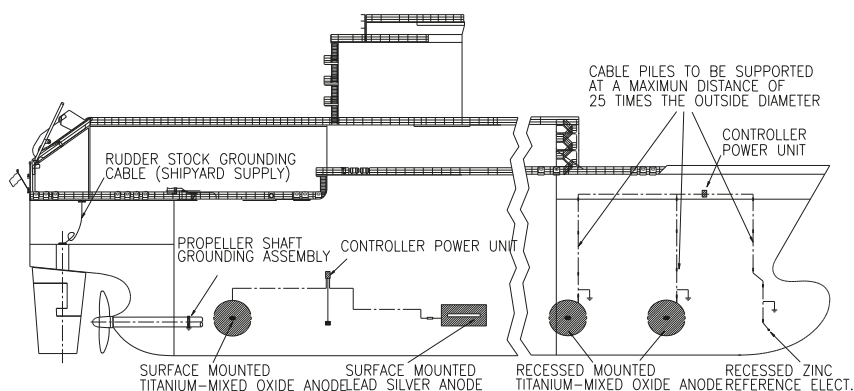 CABLE PILES TO BE SUPPORTED
AT A MAXIMUN DISTANCE OF
25 TIMES THE OUTSIDE DIAMETER
CONTROLLER
POWER UNIT
RUDDER STOCK GROUNDING
CABLE (SHIPYARD SUPPLY)
PROPELLER SHAFT
GROUNDING ASSEMBLY
CONTROLLER POWER UNIT
SURFACE MOUNTED
TITANIUM-MIXED OXIDE ANODE
SURFACE MOUNTED
LEAD SILVER ANODE
RECESSED MOUNTED
TITANIUM-MIXED OXIDE ANODE
RECESSED ZINC
REFERENCE ELECT.